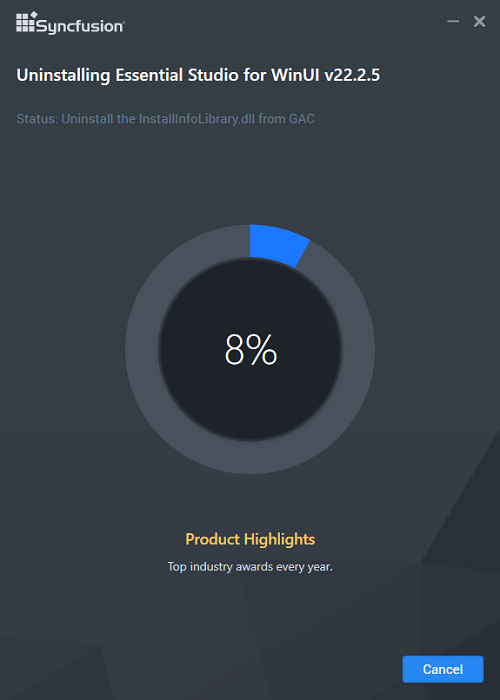 Syncfusion
Uninstalling Essential Studio for WinUI v22.2.5
Status: Uninstall the InstallInfoLibrary.dll from GAC
8%
Product Highlights
Top industry awards every year.
Cancel